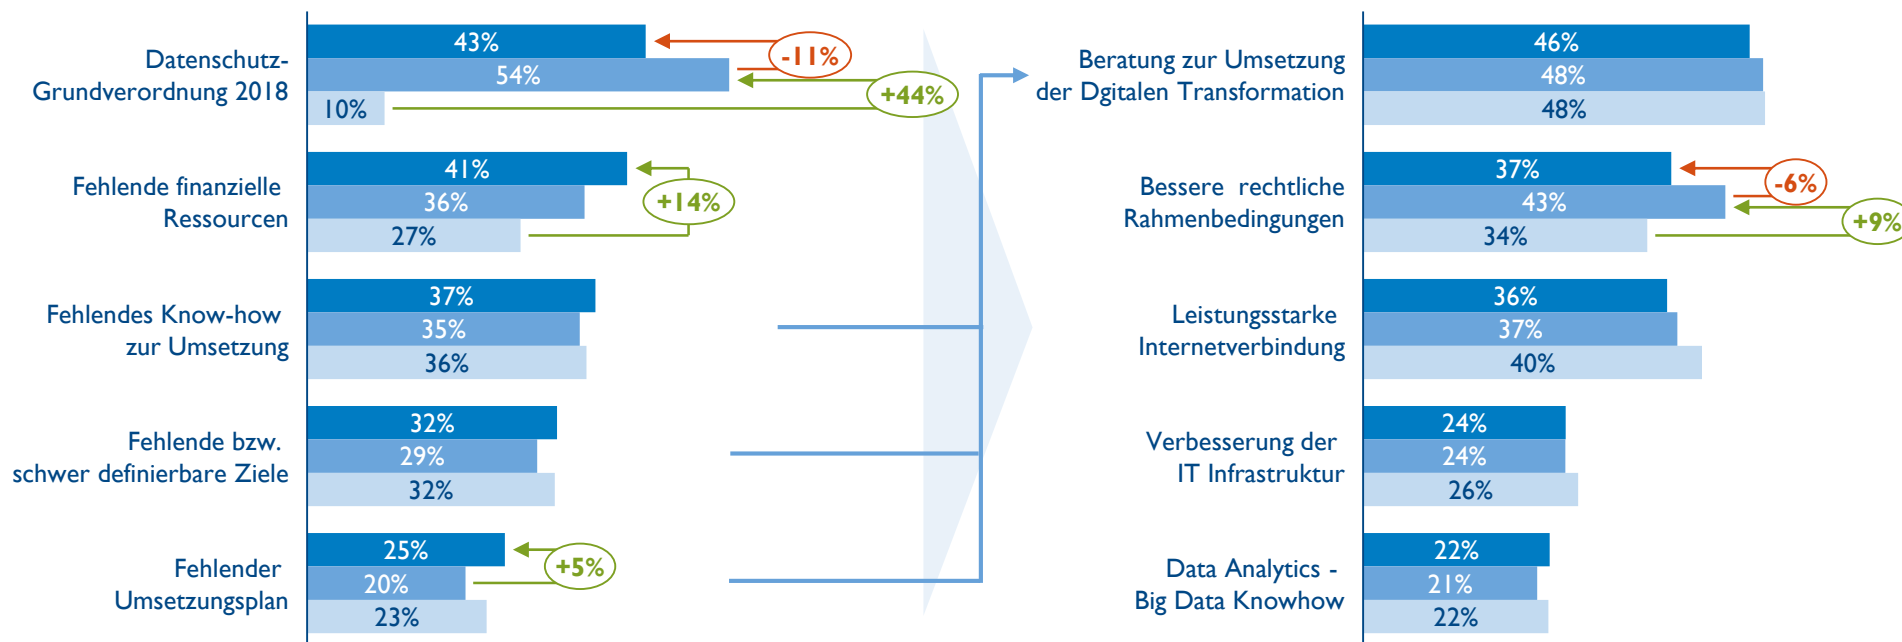 Datenschutz-
Grundverordnung 2018
43%
54%
10%
-11%
+44%
Fehlende finanzielle
Ressourcen
41%
36%
27%
+14%
Fehlendes Know-how
zur Umsetzung
37%
35%
36%
Fehlende bzw.
schwer definierbare Ziele
32%
29%
32%
Fehlender
Umsetzungsplan
25%
20%
23%
+5%
Beratung zur Umsetzung
der Dgitalen Transformation
46%
48%
48%
Bessere rechtliche
Rahmenbedingungen
37%
43%
34%
-6%
+9%
Leistungsstarke
Internetverbindung
36%
37%
40%
Verbesserung der
IT Infrastruktur
24%
24%
26%
Data Analytics -
Big Data Knowhow
22%
21%
22%